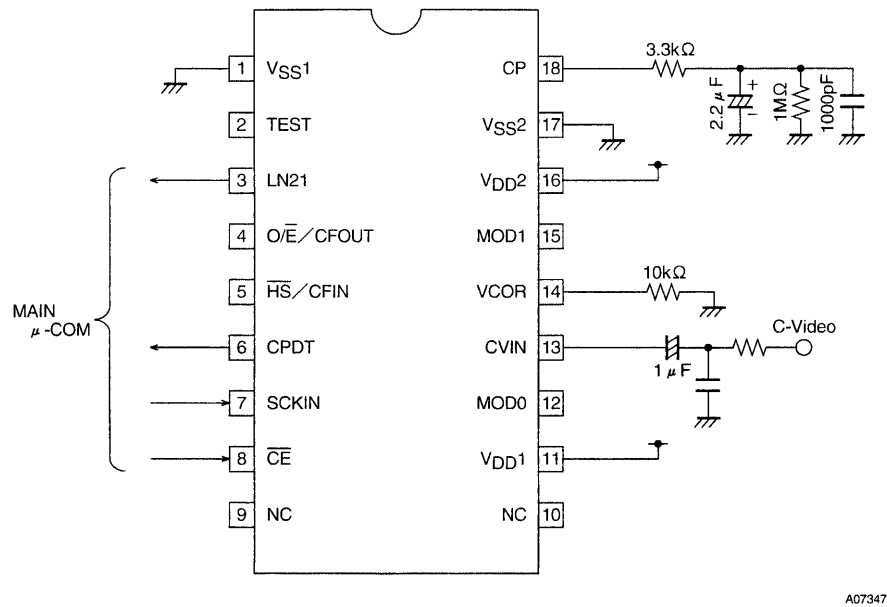 1 VSS1
2 TEST
3 LN21
4 O/E̅/CFOUT
5 H̅S̅/CFIN
6 CPDT
7 SCKIN
8 C̅E̅
9 NC
MAIN
μ-COM
CP 18
VSS2 17
VDD2 16
MOD1 15
VCOR 14
CVIN 13
MOD0 12
VDD1 11
NC 10
3.3kΩ
2.2μF
+
−
1MΩ
1000pF
10kΩ
C-Video
1μF
A07347